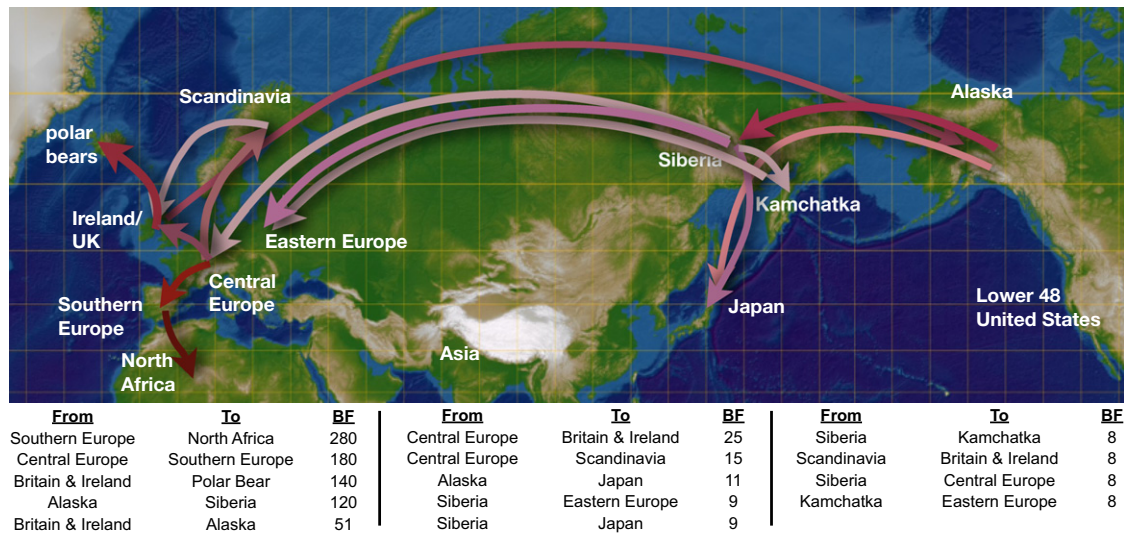 Scandinavia
Alaska
polar
bears
Siberia
Kamchatka
Ireland/
UK
Eastern Europe
Central
Europe
Southern
Europe
Japan
Lower 48
United States
Asia
North
Africa
From To BF
Southern Europe North Africa 280
Central Europe Southern Europe 180
Britain & Ireland Polar Bear 140
Alaska Siberia 120
Britain & Ireland Alaska 51
From To BF
Central Europe Britain & Ireland 25
Central Europe Scandinavia 15
Alaska Japan 11
Siberia Eastern Europe 9
Siberia Japan 9
From To BF
Siberia Kamchatka 8
Scandinavia Britain & Ireland 8
Siberia Central Europe 8
Kamchatka Eastern Europe 8